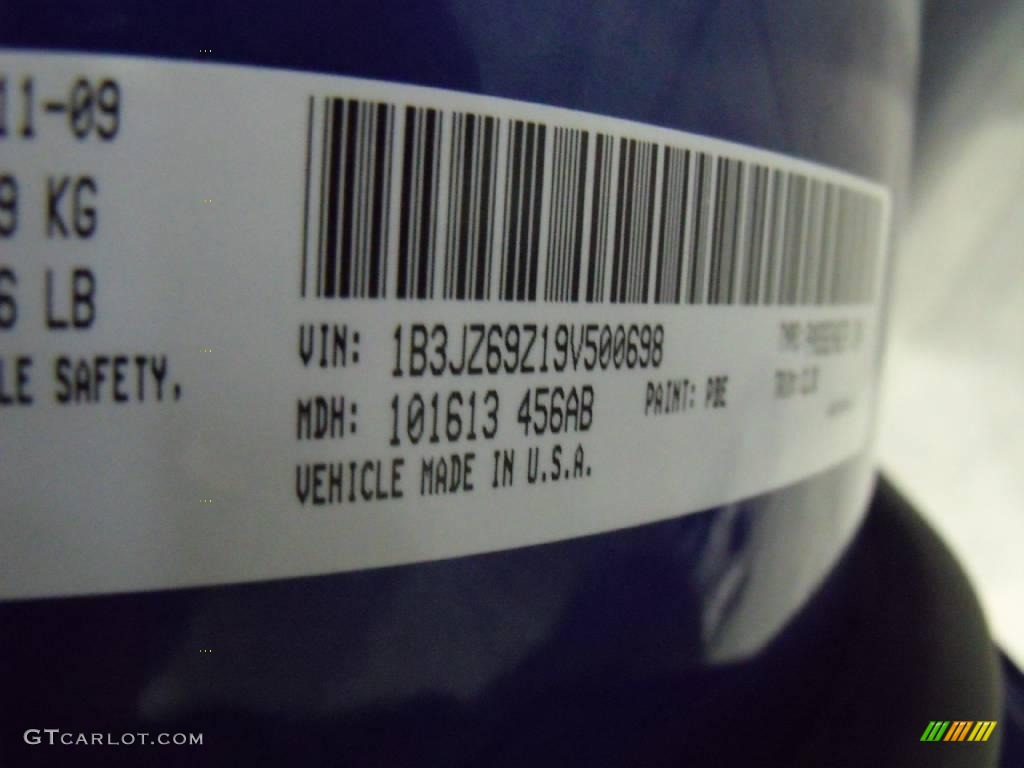 11-09
9 KG
6 LB
LE SAFETY.
VIN: 1B3JZ69Z19V500698
MDH: 101613 456AB
PAINT: PBE
VEHICLE MADE IN U.S.A.
GTCARLOT.COM